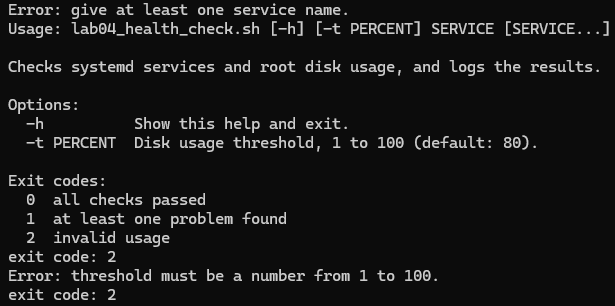 Error: give at least one service name.
Usage: lab04_health_check.sh [-h] [-t PERCENT] SERVICE [SERVICE...]
Checks systemd services and root disk usage, and logs the results.
Options:
  -h           Show this help and exit.
  -t PERCENT  Disk usage threshold, 1 to 100 (default: 80).
Exit codes:
  0  all checks passed
  1  at least one problem found
  2  invalid usage
exit code: 2
Error: threshold must be a number from 1 to 100.
exit code: 2